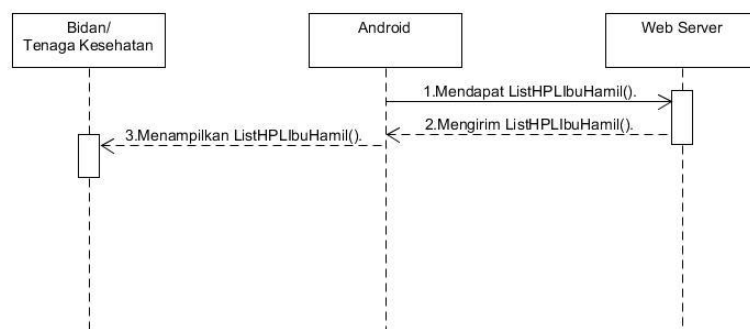 Bidan/
Tenaga Kesehatan
Android
Web Server
1.Mendapat ListHPLIbuHamil().
2.Mengirim ListHPLIbuHamil().
3.Menampilkan ListHPLIbuHamil().